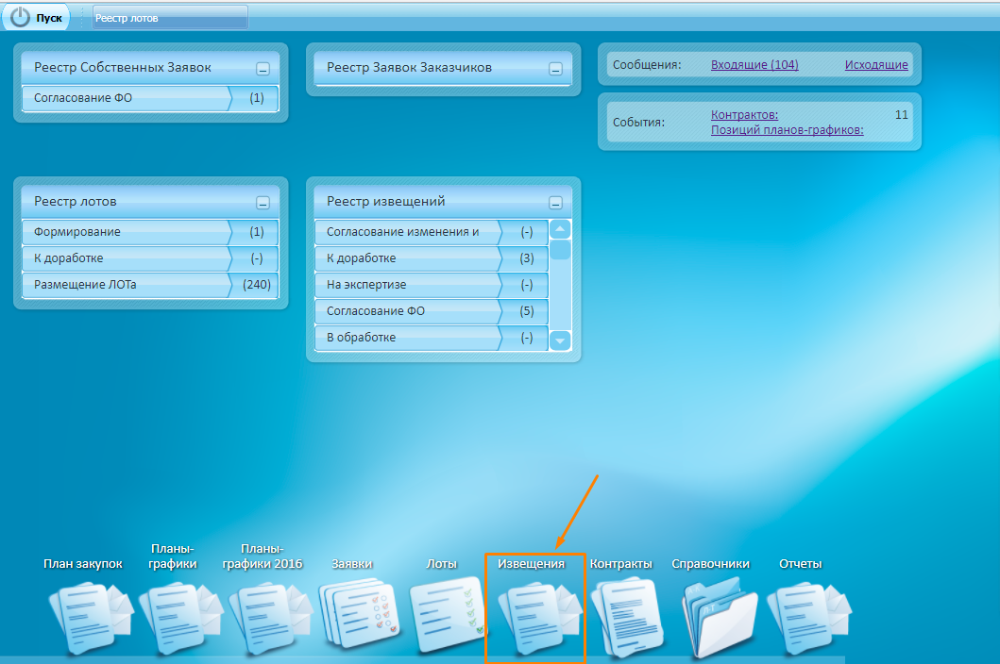 Пуск
Реестр лотов
Реестр Собственных Заявок
Согласование ФО (1)
Реестр Заявок Заказчиков
Сообщения: Входящие (104) Исходящие
События: Контрактов: 11
Позиций планов-графиков:
Реестр лотов
Формирование (1)
К доработке (-)
Размещение ЛОТа (240)
Реестр извещений
Согласование изменения и (-)
К доработке (3)
На экспертизе (-)
Согласование ФО (5)
В обработке (-)
План закупок
Планы-
графики
Планы-
графики 2016
Заявки
Лоты
Извещения
Контракты
Справочники
Отчеты